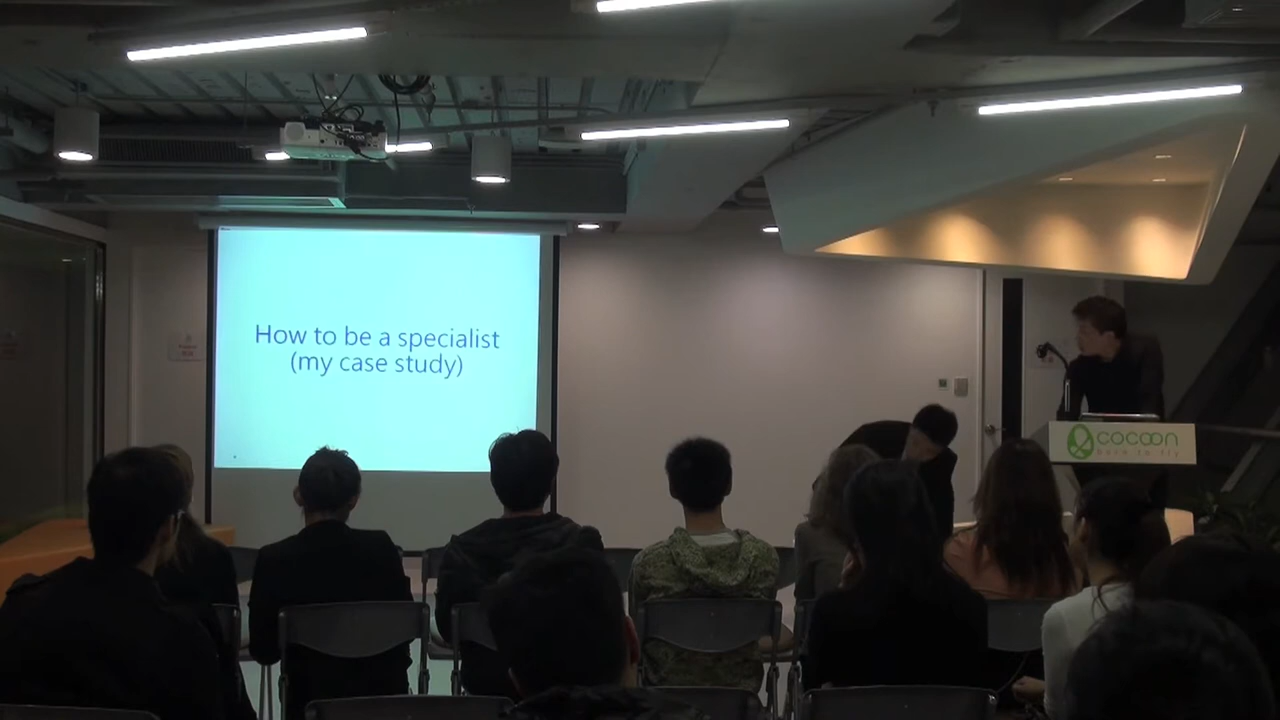 How to be a specialist
(my case study)
cocoon
born to fly